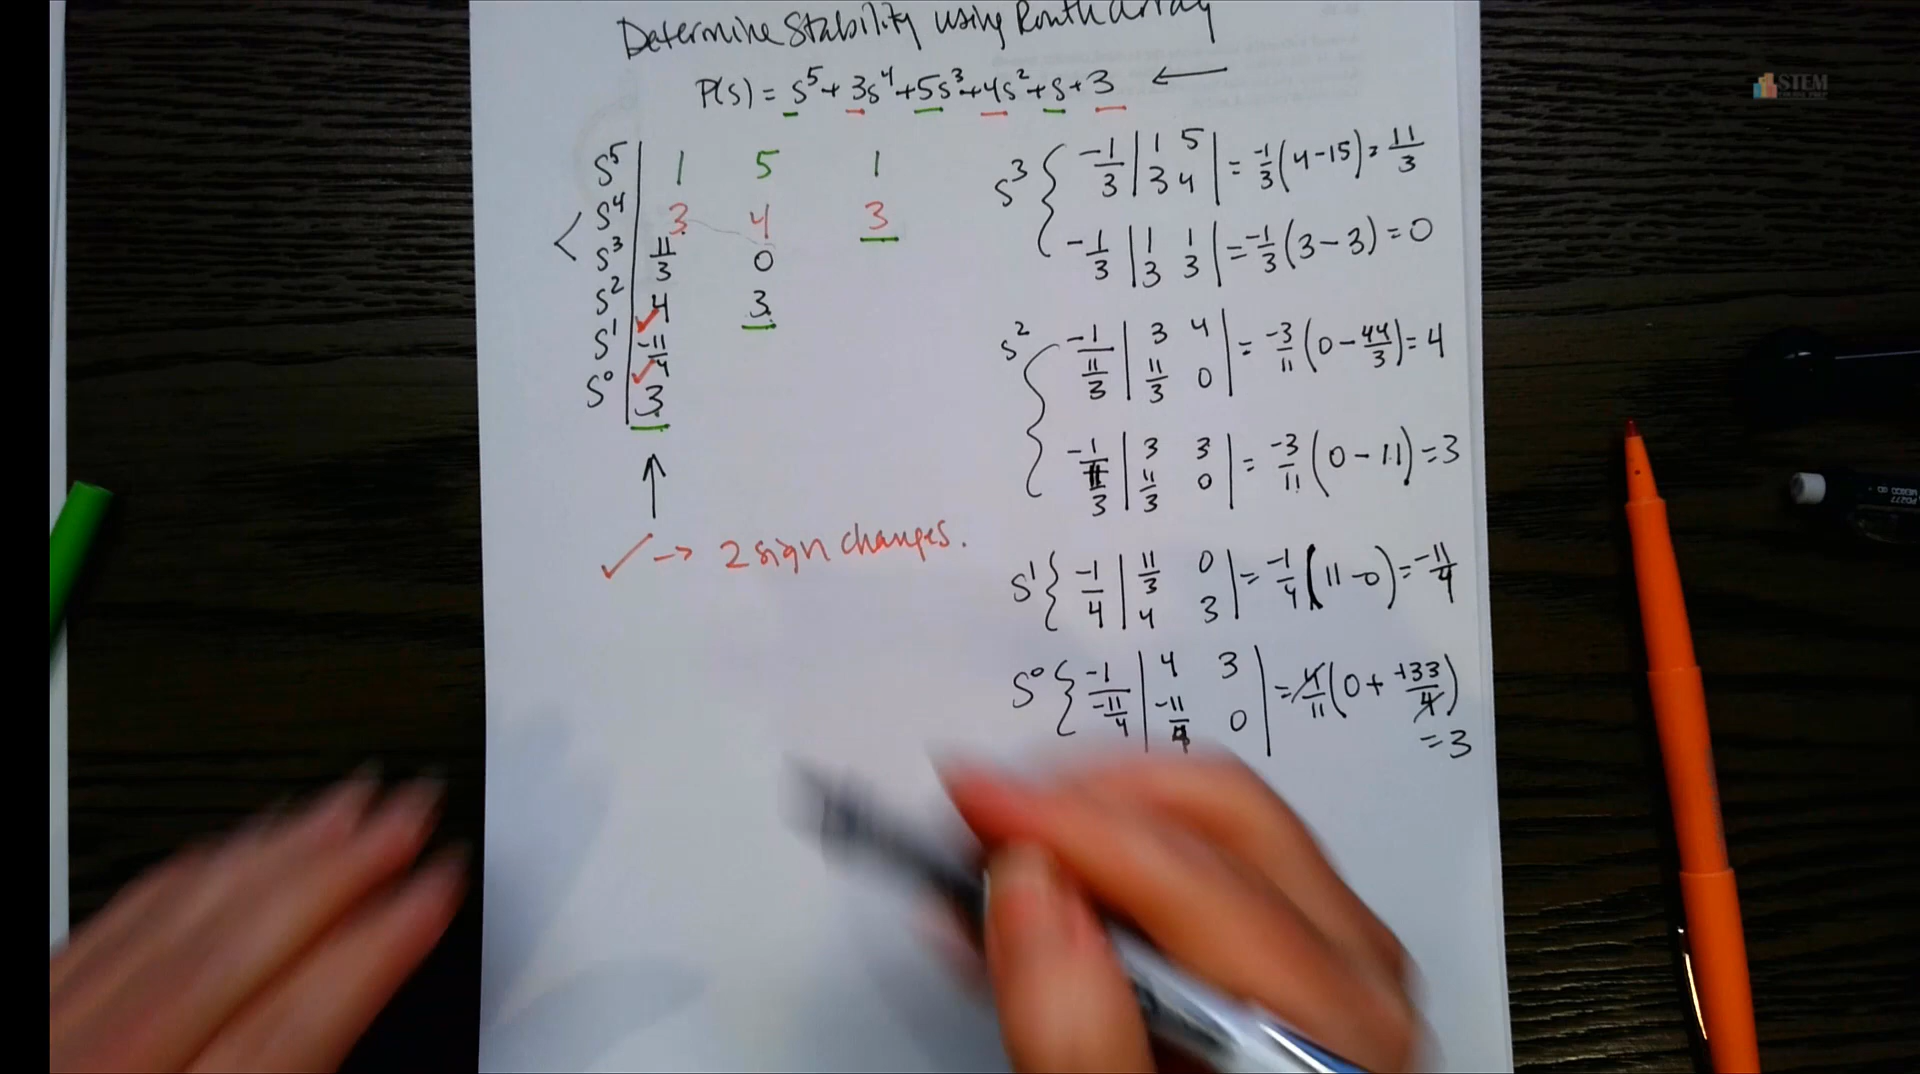 Determine Stability using Routh array
P(s) = s⁵ + 3s⁴ + 5s³ + 4s² + s + 3 ←
s⁵ | 1 5 1
s⁴ | 3 4 3
s³ | 11/3 0
s² | 4 3
s¹ | -11/4
s⁰ | 3
↑
✓ → 2 sign changes.
s³ { -1/3 | 1 5 ; 3 4 | = -1/3 (4-15) = 11/3
-1/3 | 1 1 ; 3 3 | = -1/3 (3-3) = 0
s² { -1/(11/3) | 3 4 ; 11/3 0 | = -3/11 (0 - 44/3) = 4
-1/(11/3) | 3 3 ; 11/3 0 | = -3/11 (0 - 11) = 3
s¹ { -1/4 | 11/3 0 ; 4 3 | = -1/4 (11-0) = -11/4
s⁰ { -1/(-11/4) | 4 3 ; -11/4 0 | = 4/11 (0 + +33/4)
= 3
STEM